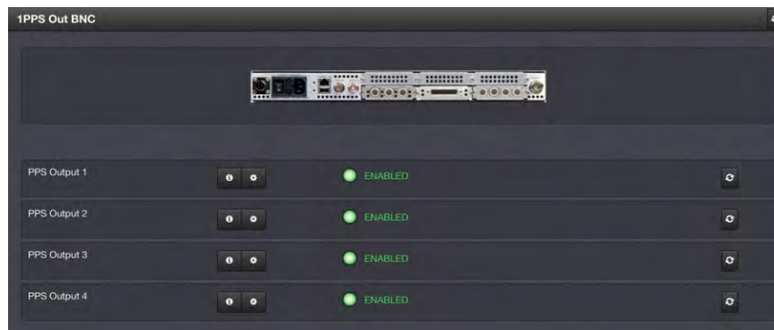 1PPS Out BNC
PPS Output 1 ENABLED
PPS Output 2 ENABLED
PPS Output 3 ENABLED
PPS Output 4 ENABLED